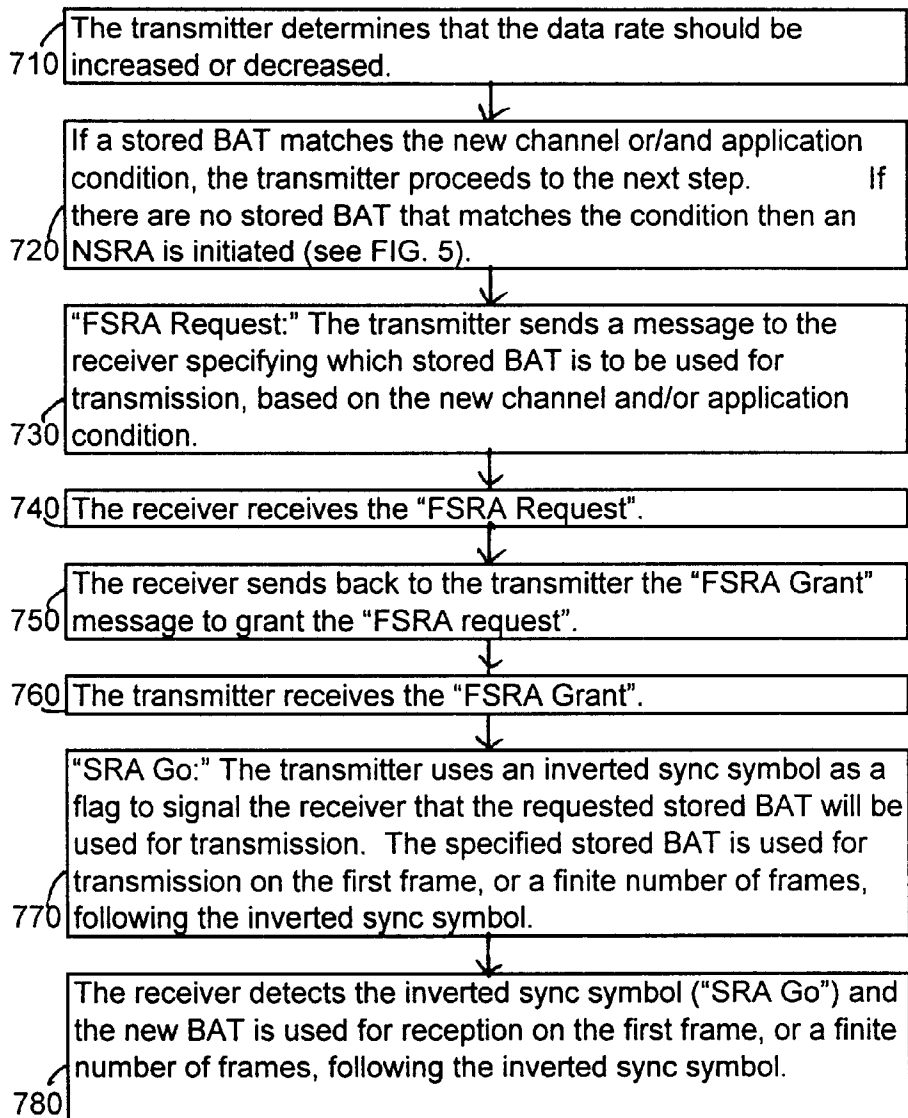 The transmitter determines that the data rate should be
710 increased or decreased.
If a stored BAT matches the new channel or/and application
condition, the transmitter proceeds to the next step. If
there are no stored BAT that matches the condition then an
720 NSRA is initiated (see FIG. 5).
“FSRA Request:” The transmitter sends a message to the
receiver specifying which stored BAT is to be used for
transmission, based on the new channel and/or application
730 condition.
740 The receiver receives the “FSRA Request”.
The receiver sends back to the transmitter the “FSRA Grant”
750 message to grant the “FSRA request”.
760 The transmitter receives the “FSRA Grant”.
“SRA Go:” The transmitter uses an inverted sync symbol as a
flag to signal the receiver that the requested stored BAT will be
used for transmission. The specified stored BAT is used for
transmission on the first frame, or a finite number of frames,
770 following the inverted sync symbol.
The receiver detects the inverted sync symbol (“SRA Go”) and
the new BAT is used for reception on the first frame, or a finite
number of frames, following the inverted sync symbol.
780